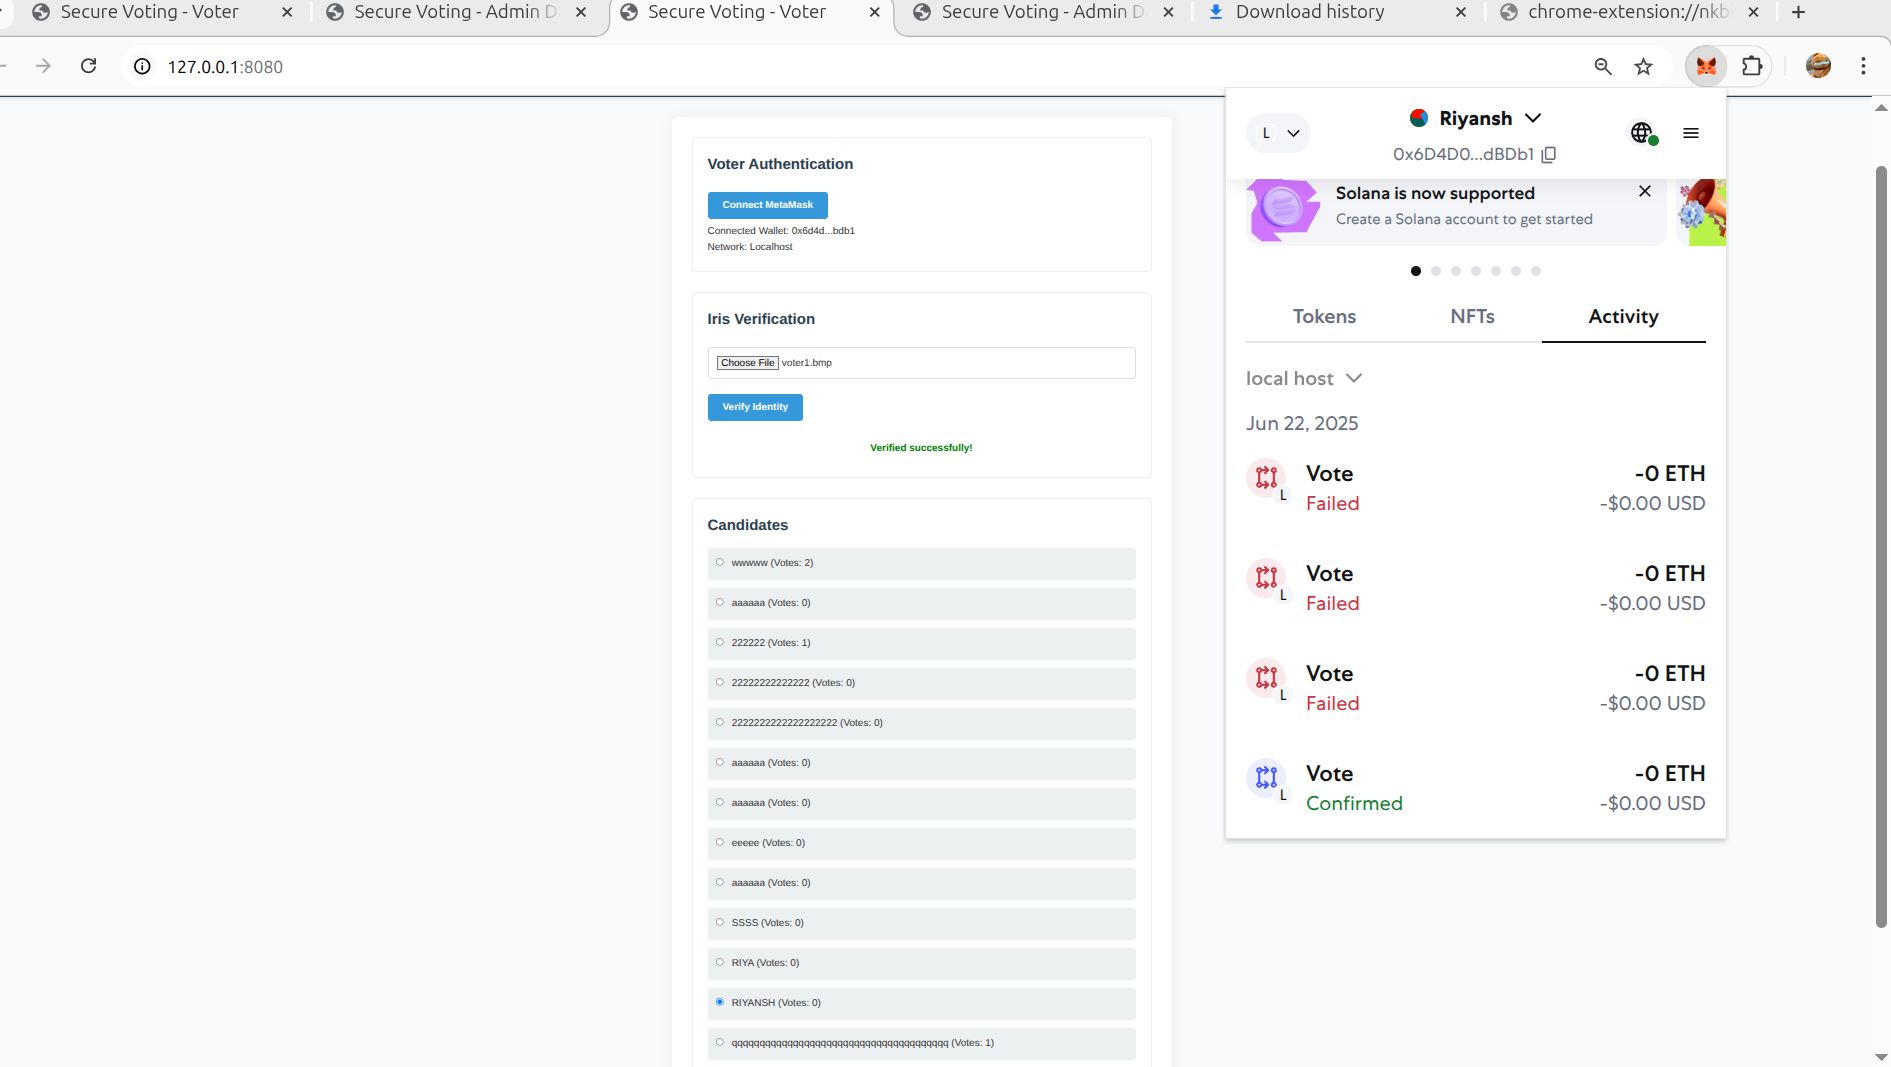 Secure Voting - Voter
Secure Voting - Admin D
Secure Voting - Voter
Secure Voting - Admin D
Download history
chrome-extension://nkb
127.0.0.1:8080
Voter Authentication
Connect MetaMask
Connected Wallet: 0x6d4d...bdb1
Network: Localhost
Iris Verification
Choose File voter1.bmp
Verify Identity
Verified successfully!
Candidates
wwwww (Votes: 2)
aaaaaa (Votes: 0)
222222 (Votes: 1)
22222222222222 (Votes: 0)
2222222222222222222 (Votes: 0)
aaaaaa (Votes: 0)
aaaaaa (Votes: 0)
eeeee (Votes: 0)
aaaaaa (Votes: 0)
SSSS (Votes: 0)
RIYA (Votes: 0)
RIYANSH (Votes: 0)
(Votes: 1)
L
Riyansh
0x6D4D0...dBDb1
Solana is now supported
Create a Solana account to get started
Tokens
NFTs
Activity
local host
Jun 22, 2025
Vote -0 ETH
L
Failed -$0.00 USD
Vote -0 ETH
L
Failed -$0.00 USD
Vote -0 ETH
L
Failed -$0.00 USD
Vote -0 ETH
L
Confirmed -$0.00 USD